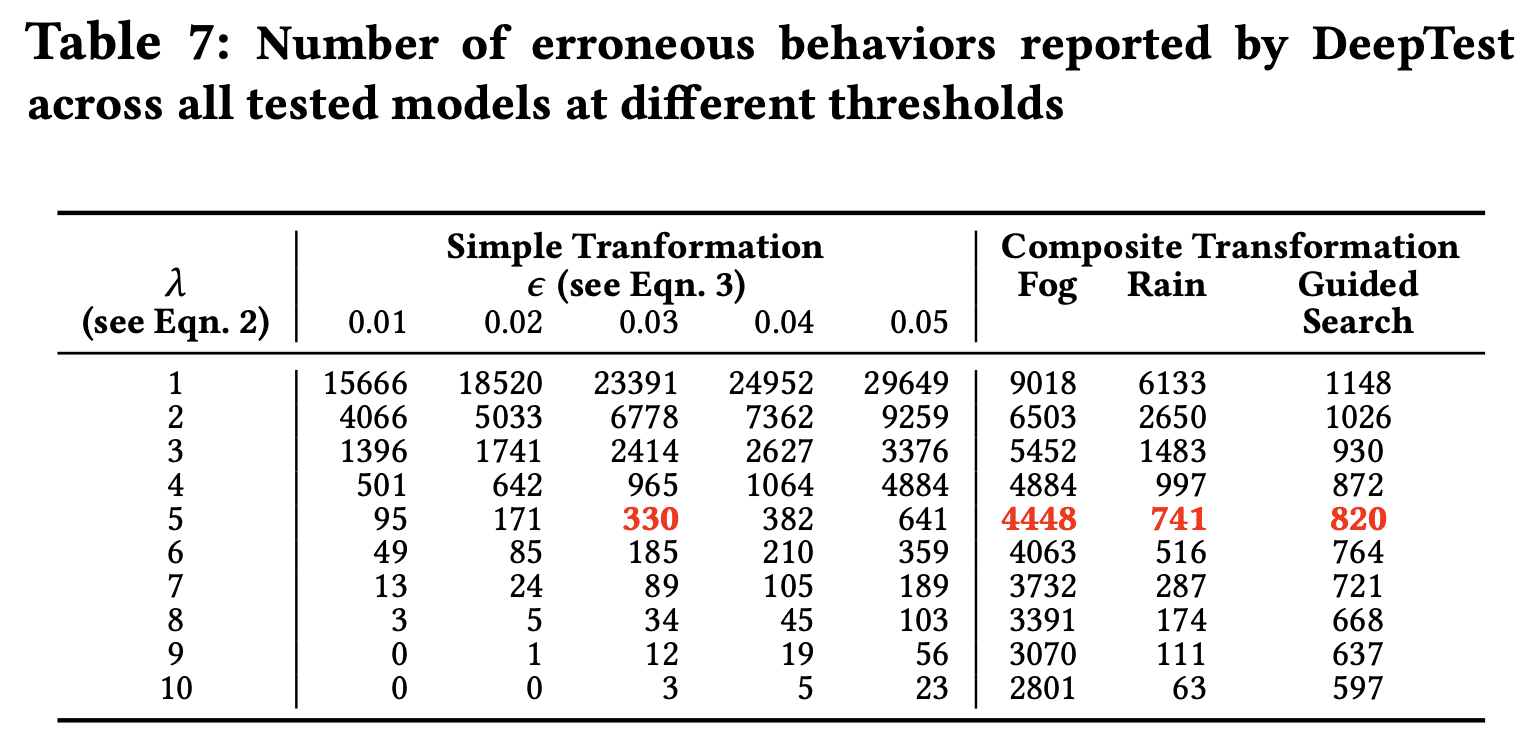 Table 7: Number of erroneous behaviors reported by DeepTest
across all tested models at different thresholds
Simple Tranformation Composite Transformation
λ ϵ (see Eqn. 3) Fog Rain Guided
(see Eqn. 2) 0.01 0.02 0.03 0.04 0.05 Search
1 15666 18520 23391 24952 29649 9018 6133 1148
2 4066 5033 6778 7362 9259 6503 2650 1026
3 1396 1741 2414 2627 3376 5452 1483 930
4 501 642 965 1064 4884 4884 997 872
5 95 171 330 382 641 4448 741 820
6 49 85 185 210 359 4063 516 764
7 13 24 89 105 189 3732 287 721
8 3 5 34 45 103 3391 174 668
9 0 1 12 19 56 3070 111 637
10 0 0 3 5 23 2801 63 597